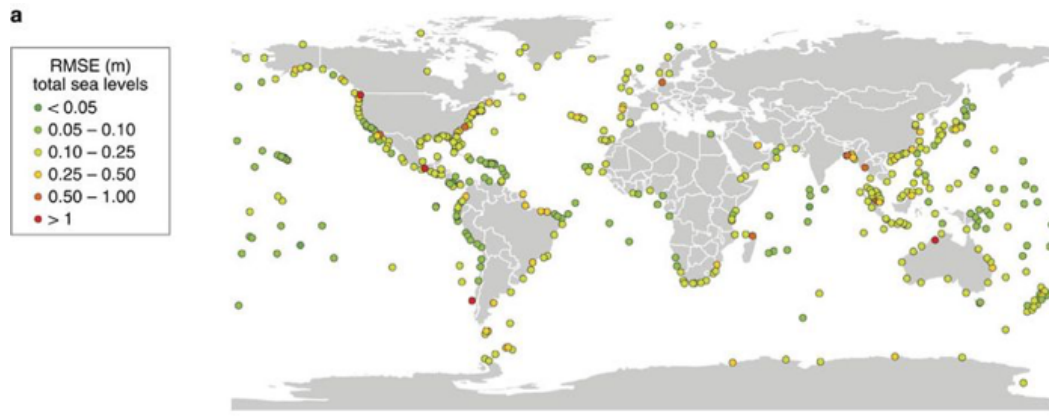 a
RMSE (m)
total sea levels
< 0.05
0.05 – 0.10
0.10 – 0.25
0.25 – 0.50
0.50 – 1.00
> 1